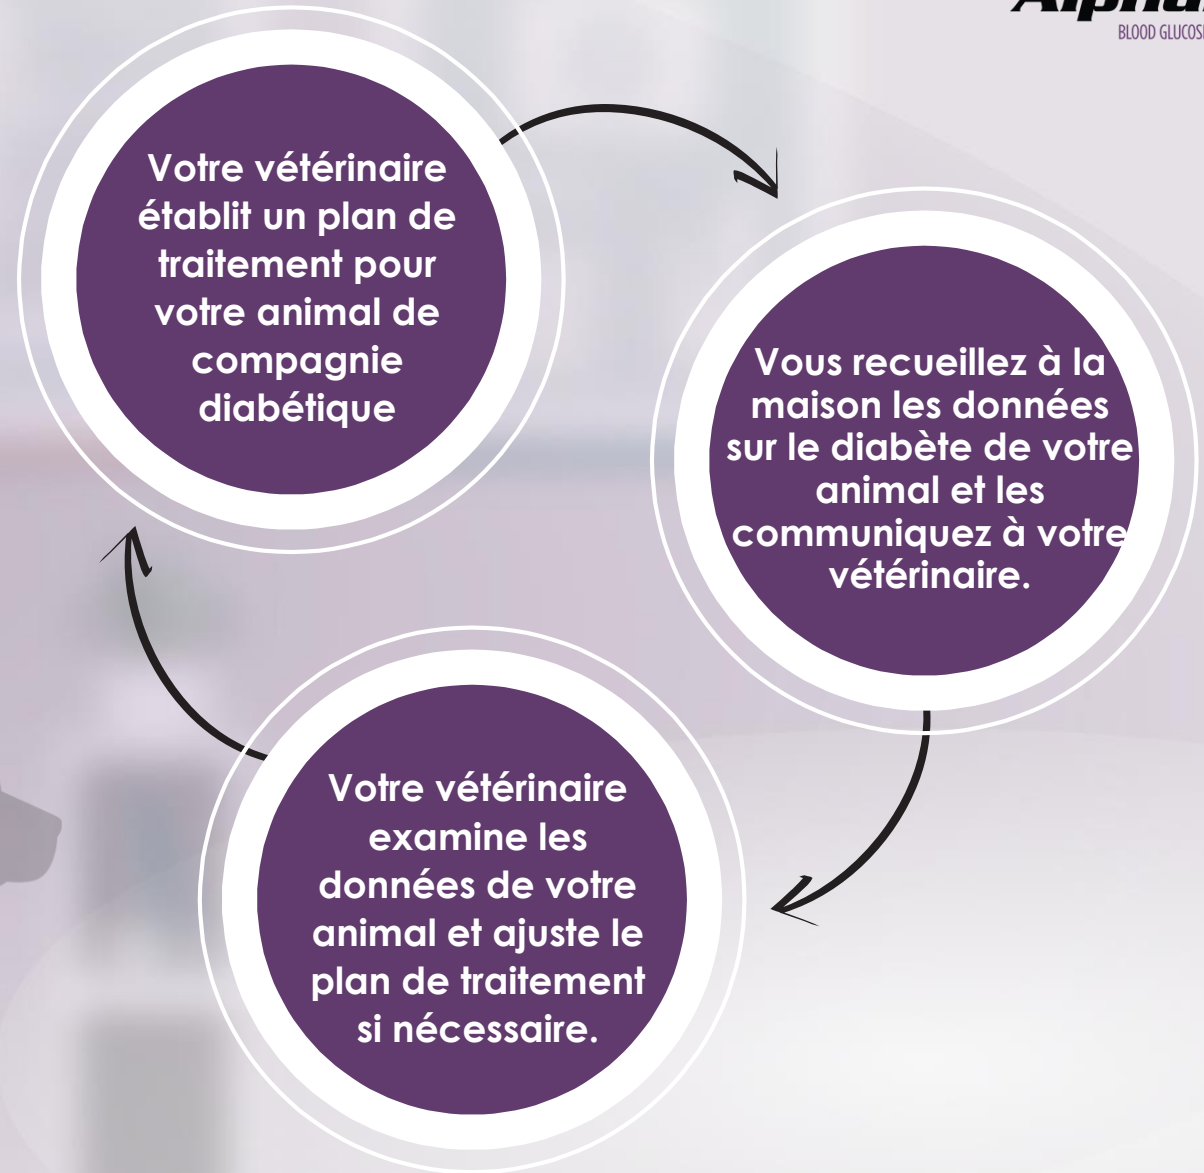 BLOOD GLUCOSE
Votre vétérinaire
établit un plan de
traitement pour
votre animal de
compagnie
diabétique
Vous recueillez à la
maison les données
sur le diabète de votre
animal et les
communiquez à votre
vétérinaire.
Votre vétérinaire
examine les
données de votre
animal et ajuste le
plan de traitement
si nécessaire.